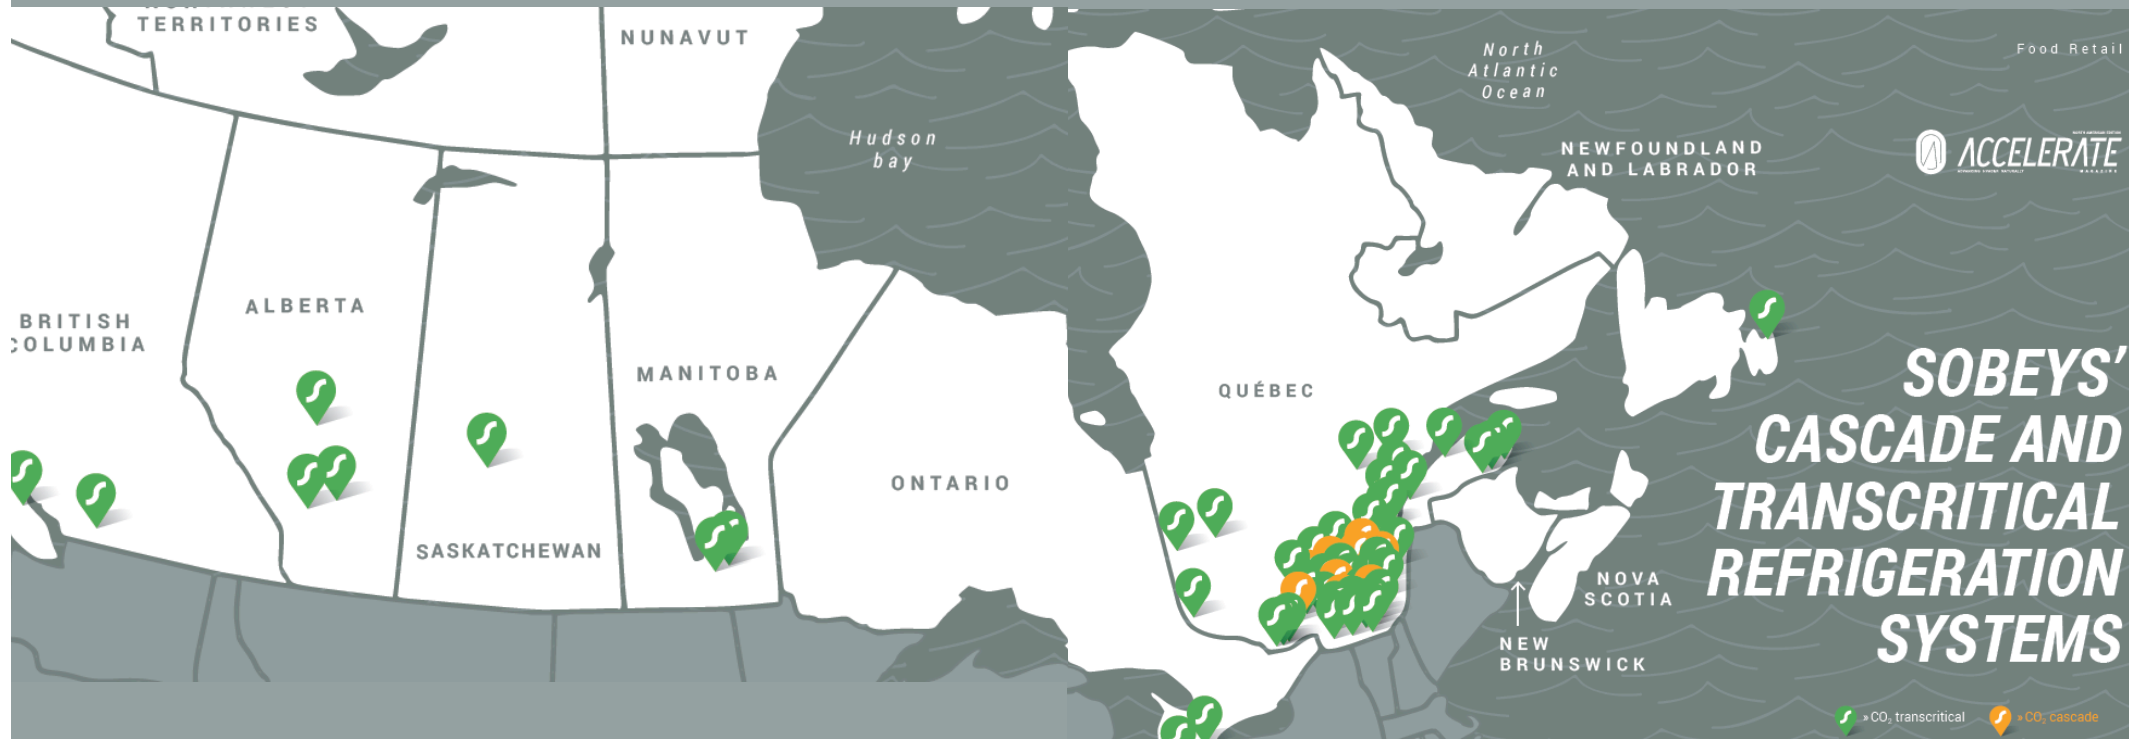 TERRITORIES
NUNAVUT
Hudson
bay
BRITISH
COLUMBIA
ALBERTA
SASKATCHEWAN
MANITOBA
ONTARIO
QUÉBEC
North
Atlantic
Ocean
NEWFOUNDLAND
AND LABRADOR
NOVA
SCOTIA
NEW
BRUNSWICK
Food Retail
ACCELERATE
SOBEYS'
CASCADE AND
TRANSCRITICAL
REFRIGERATION
SYSTEMS
» CO₂ transcritical
» CO₂ cascade